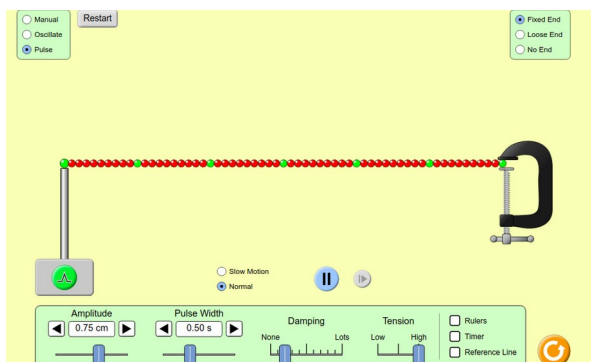 Manual
Oscillate
Pulse
Restart
Fixed End
Loose End
No End
Slow Motion
Normal
Amplitude
0.75 cm
Pulse Width
0.50 s
Damping
None
Lots
Tension
Low
High
Rulers
Timer
Reference Line